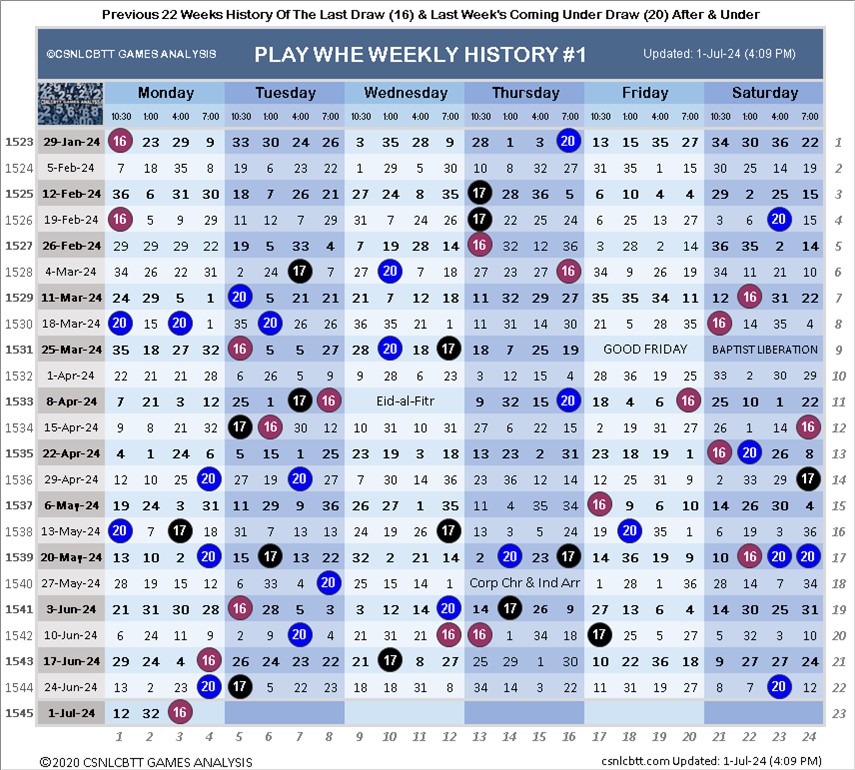 Previous 22 Weeks History Of The Last Draw (16) & Last Week's Coming Under Draw (20) After & Under
©CSNLCBTT GAMES ANALYSIS PLAY WHE WEEKLY HISTORY #1 Updated: 1-Jul-24 (4:09 PM)
Monday Tuesday Wednesday Thursday Friday Saturday
CSNLCBTT GAMES ANALYSIS 10:30 1:00 4:00 7:00 10:30 1:00 4:00 7:00 10:30 1:00 4:00 7:00 10:30 1:00 4:00 7:00 10:30 1:00 4:00 7:00 10:30 1:00 4:00 7:00
1523 29-Jan-24 16 23 29 9 33 30 24 26 3 35 28 9 28 1 3 20 13 15 35 27 34 30 36 22 1
1524 5-Feb-24 7 18 35 8 19 6 23 22 1 29 5 30 10 8 32 27 31 35 1 15 30 25 14 19 2
1525 12-Feb-24 36 6 31 30 18 7 26 21 27 24 8 35 17 28 36 5 6 10 4 4 29 2 25 15 3
1526 19-Feb-24 16 5 9 29 11 12 7 29 31 7 24 26 17 22 25 24 6 25 13 27 3 6 20 15 4
1527 26-Feb-24 29 29 29 22 19 5 33 4 7 19 28 14 16 32 12 36 3 28 2 14 36 35 2 14 5
1528 4-Mar-24 34 26 22 31 2 24 17 7 27 20 7 18 27 23 27 16 34 9 26 19 34 11 21 10 6
1529 11-Mar-24 24 29 5 1 20 5 21 21 21 7 12 18 11 32 29 27 35 35 34 11 12 16 31 22 7
1530 18-Mar-24 20 15 20 1 35 20 26 26 36 35 21 1 11 31 14 30 21 5 28 35 16 14 35 4 8
1531 25-Mar-24 35 18 27 32 16 5 5 27 28 20 18 17 18 7 25 19 GOOD FRIDAY BAPTIST LIBERATION 9
1532 1-Apr-24 22 21 21 28 6 26 5 9 9 28 6 23 3 12 15 4 28 36 19 25 33 2 30 29 10
1533 8-Apr-24 7 21 3 12 25 1 17 16 Eid-al-Fitr 9 32 15 20 18 4 6 16 25 10 1 22 11
1534 15-Apr-24 9 8 21 32 17 16 30 12 10 31 10 31 27 6 22 15 2 19 31 27 26 1 14 16 12
1535 22-Apr-24 4 1 24 6 5 15 1 25 23 19 3 18 13 23 2 31 23 18 19 1 16 20 26 8 13
1536 29-Apr-24 12 10 25 20 27 19 20 29 7 30 14 36 23 36 12 14 25 21 14 21 2 33 29 17 14
1537 6-May-24 19 24 3 31 11 29 9 36 26 27 1 35 11 4 35 34 16 9 6 10 14 26 30 4 15
1538 13-May-24 20 7 17 18 31 7 13 13 24 19 26 17 13 3 5 24 19 20 35 1 6 19 3 36 16
1539 20-May-24 13 10 2 20 15 17 13 22 32 2 21 14 2 20 23 17 14 36 19 9 10 16 20 20 17
1540 27-May-24 28 19 15 12 6 33 4 20 25 15 14 1 Corp Chr & Ind Arr 1 28 1 36 28 14 7 34 18
1541 3-Jun-24 21 31 30 28 16 28 5 3 3 12 14 20 14 17 26 9 27 13 6 4 14 30 25 31 19
1542 10-Jun-24 6 24 11 9 2 9 20 4 21 31 21 16 16 1 34 18 17 25 5 27 5 32 3 10 20
1543 17-Jun-24 29 24 4 16 26 24 23 22 21 17 8 27 25 29 1 30 10 22 36 18 9 27 27 24 21
1544 24-Jun-24 13 2 23 20 17 5 22 22 18 18 31 8 34 14 3 22 11 31 19 27 8 7 20 12 22
1545 1-Jul-24 12 32 16 23
1 2 3 4 5 6 7 8 9 10 11 12 13 14 15 16 17 18 19 20 21 22 23 24
©2020 CSNLCBTT GAMES ANALYSIS csnlcbtt.com Updated: 1-Jul-24 (4:09 PM)